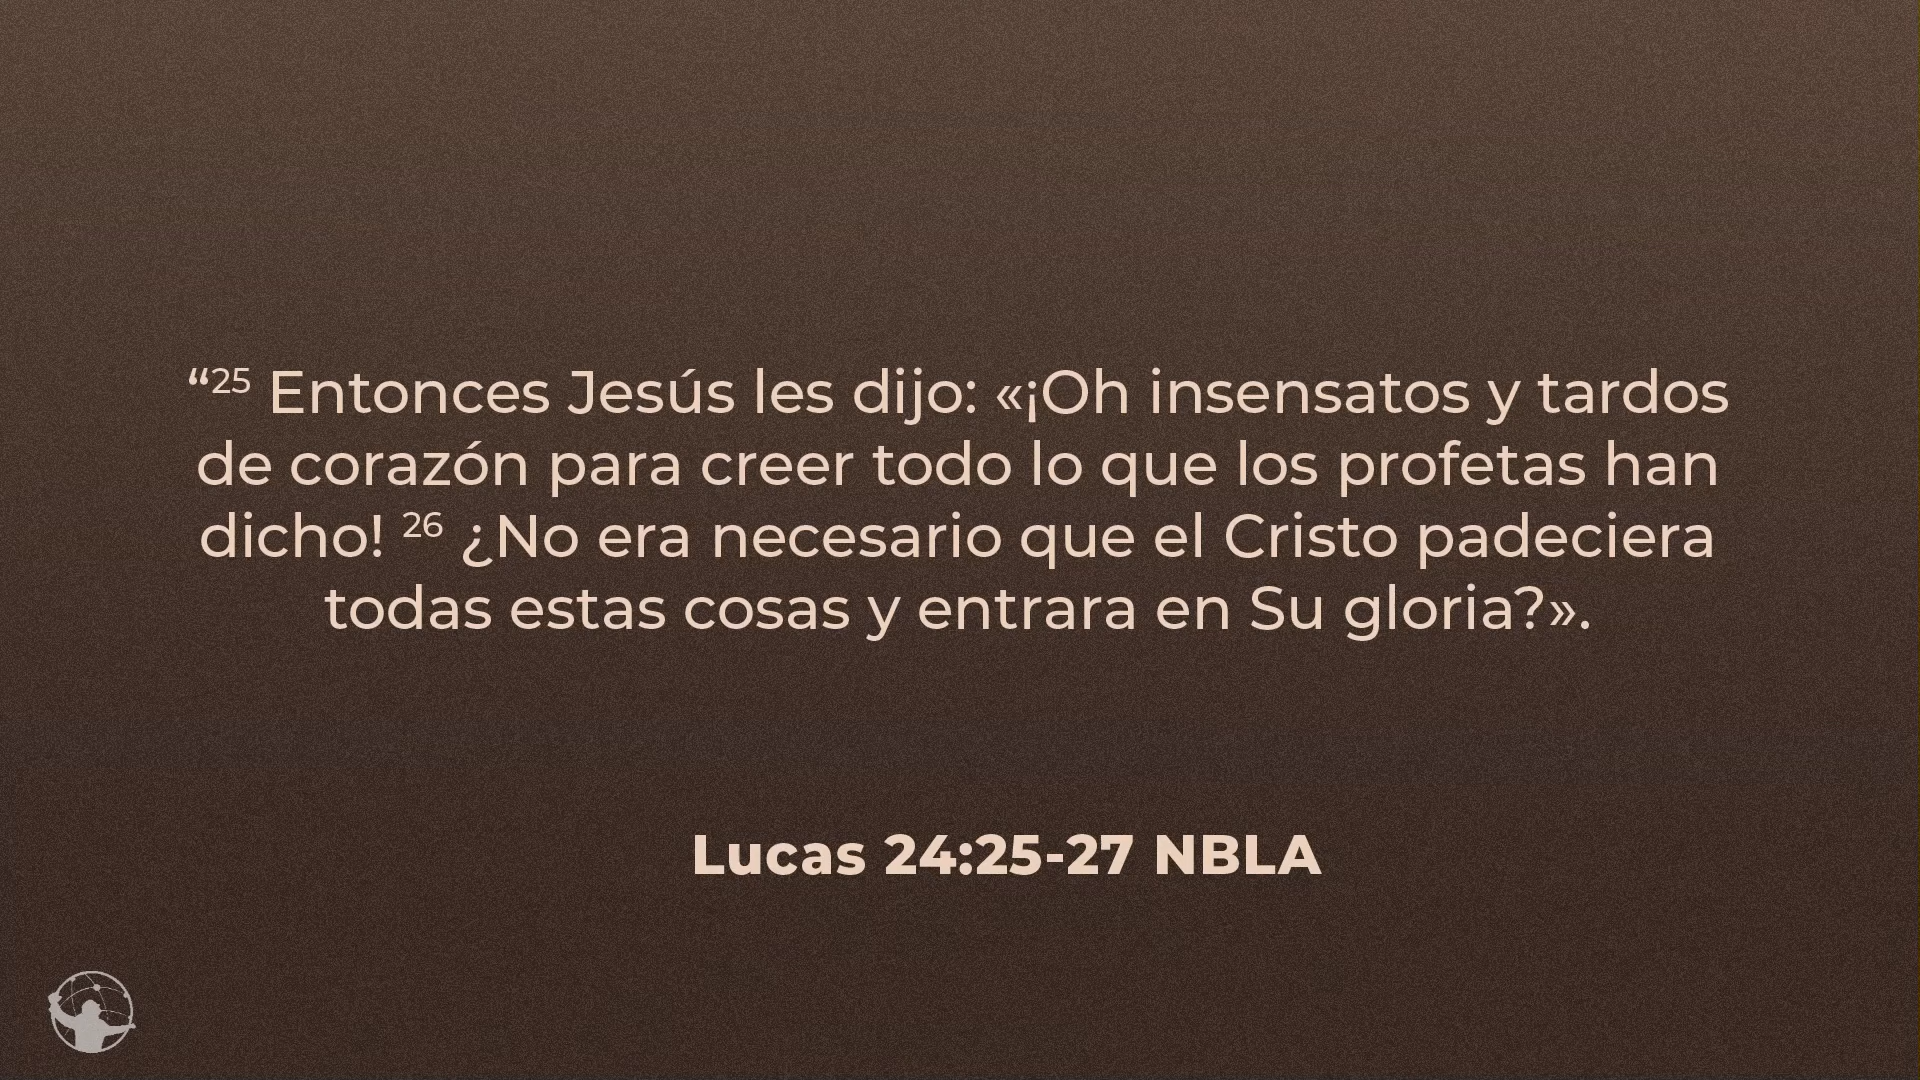 “25 Entonces Jesús les dijo: «¡Oh insensatos y tardos
de corazón para creer todo lo que los profetas han
dicho! 26 ¿No era necesario que el Cristo padeciera
todas estas cosas y entrara en Su gloria?».
Lucas 24:25-27 NBLA